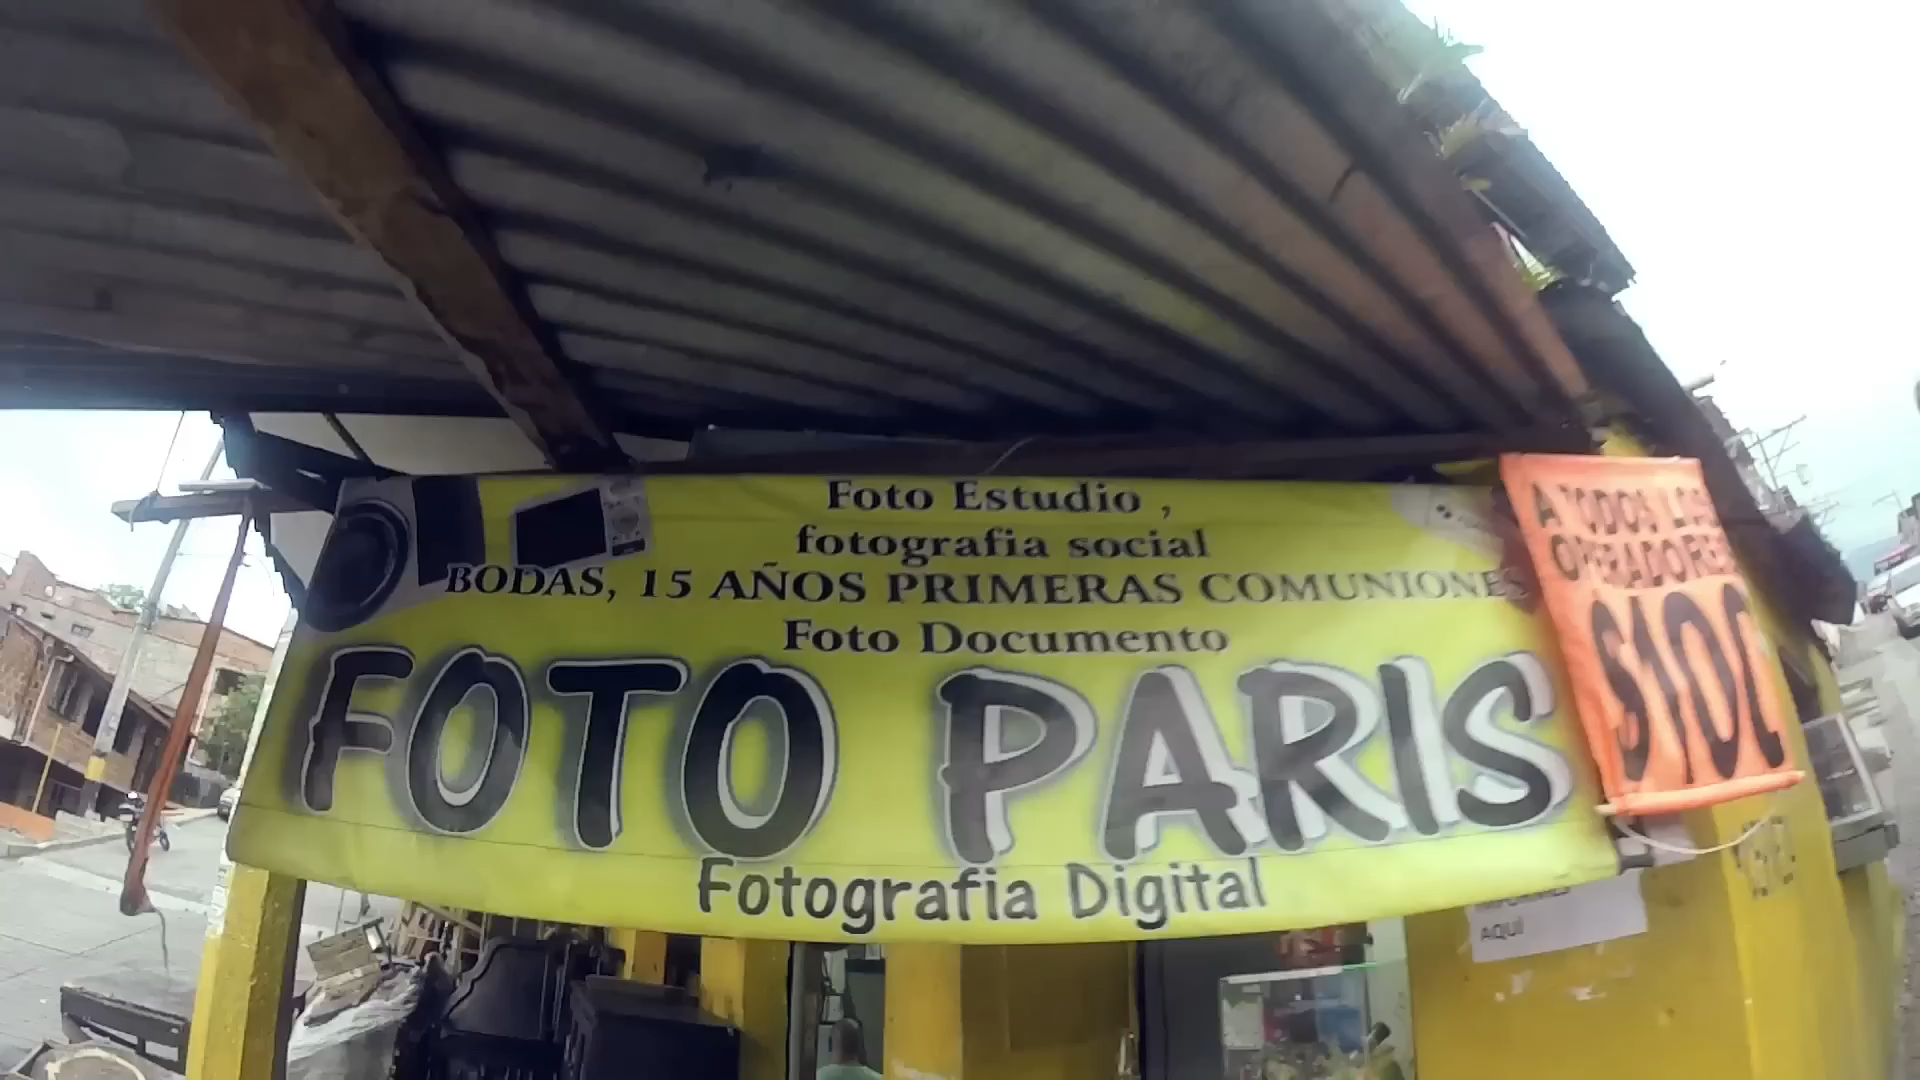 Foto Estudio ,
fotografia social
BODAS, 15 AÑOS PRIMERAS COMUNIONES
Foto Documento
FOTO PARIS
Fotografia Digital
A TODOS LOS
OPERADORES
$100
AQUÍ